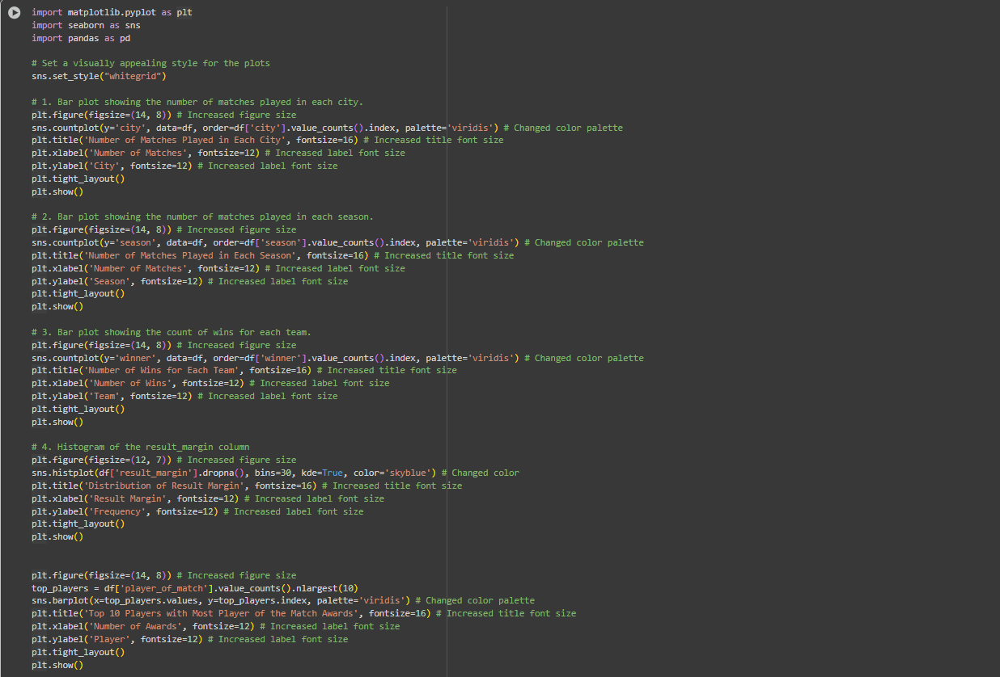 import matplotlib.pyplot as plt
import seaborn as sns
import pandas as pd
# Set a visually appealing style for the plots
sns.set_style("whitegrid")
# 1. Bar plot showing the number of matches played in each city.
plt.figure(figsize=(14, 8)) # Increased figure size
sns.countplot(y='city', data=df, order=df['city'].value_counts().index, palette='viridis') # Changed color palette
plt.title('Number of Matches Played in Each City', fontsize=16) # Increased title font size
plt.xlabel('Number of Matches', fontsize=12) # Increased label font size
plt.ylabel('City', fontsize=12) # Increased label font size
plt.tight_layout()
plt.show()
# 2. Bar plot showing the number of matches played in each season.
plt.figure(figsize=(14, 8)) # Increased figure size
sns.countplot(y='season', data=df, order=df['season'].value_counts().index, palette='viridis') # Changed color palette
plt.title('Number of Matches Played in Each Season', fontsize=16) # Increased title font size
plt.xlabel('Number of Matches', fontsize=12) # Increased label font size
plt.ylabel('Season', fontsize=12) # Increased label font size
plt.tight_layout()
plt.show()
# 3. Bar plot showing the count of wins for each team.
plt.figure(figsize=(14, 8)) # Increased figure size
sns.countplot(y='winner', data=df, order=df['winner'].value_counts().index, palette='viridis') # Changed color palette
plt.title('Number of Wins for Each Team', fontsize=16) # Increased title font size
plt.xlabel('Number of Wins', fontsize=12) # Increased label font size
plt.ylabel('Team', fontsize=12) # Increased label font size
plt.tight_layout()
plt.show()
# 4. Histogram of the result_margin column
plt.figure(figsize=(12, 7)) # Increased figure size
sns.histplot(df['result_margin'].dropna(), bins=30, kde=True, color='skyblue') # Changed color
plt.title('Distribution of Result Margin', fontsize=16) # Increased title font size
plt.xlabel('Result Margin', fontsize=12) # Increased label font size
plt.ylabel('Frequency', fontsize=12) # Increased label font size
plt.tight_layout()
plt.show()
plt.figure(figsize=(14, 8)) # Increased figure size
top_players = df['player_of_match'].value_counts().nlargest(10)
sns.barplot(x=top_players.values, y=top_players.index, palette='viridis') # Changed color palette
plt.title('Top 10 Players with Most Player of the Match Awards', fontsize=16) # Increased title font size
plt.xlabel('Number of Awards', fontsize=12) # Increased label font size
plt.ylabel('Player', fontsize=12) # Increased label font size
plt.tight_layout()
plt.show()